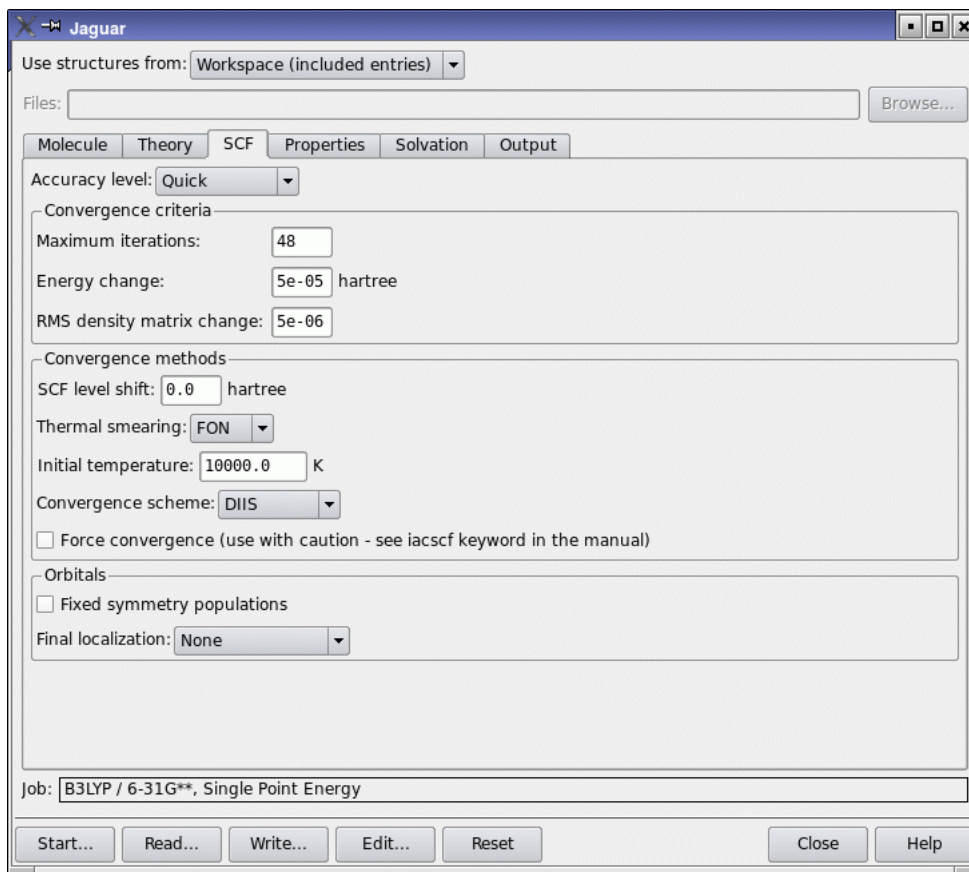 Jaguar
Use structures from: Workspace (included entries)
Files: Browse...
Molecule Theory SCF Properties Solvation Output
Accuracy level: Quick
Convergence criteria
Maximum iterations: 48
Energy change: 5e-05 hartree
RMS density matrix change: 5e-06
Convergence methods
SCF level shift: 0.0 hartree
Thermal smearing: FON
Initial temperature: 10000.0 K
Convergence scheme: DIIS
Force convergence (use with caution - see iacscf keyword in the manual)
Orbitals
Fixed symmetry populations
Final localization: None
Job: B3LYP / 6-31G**, Single Point Energy
Start... Read... Write... Edit... Reset Close Help